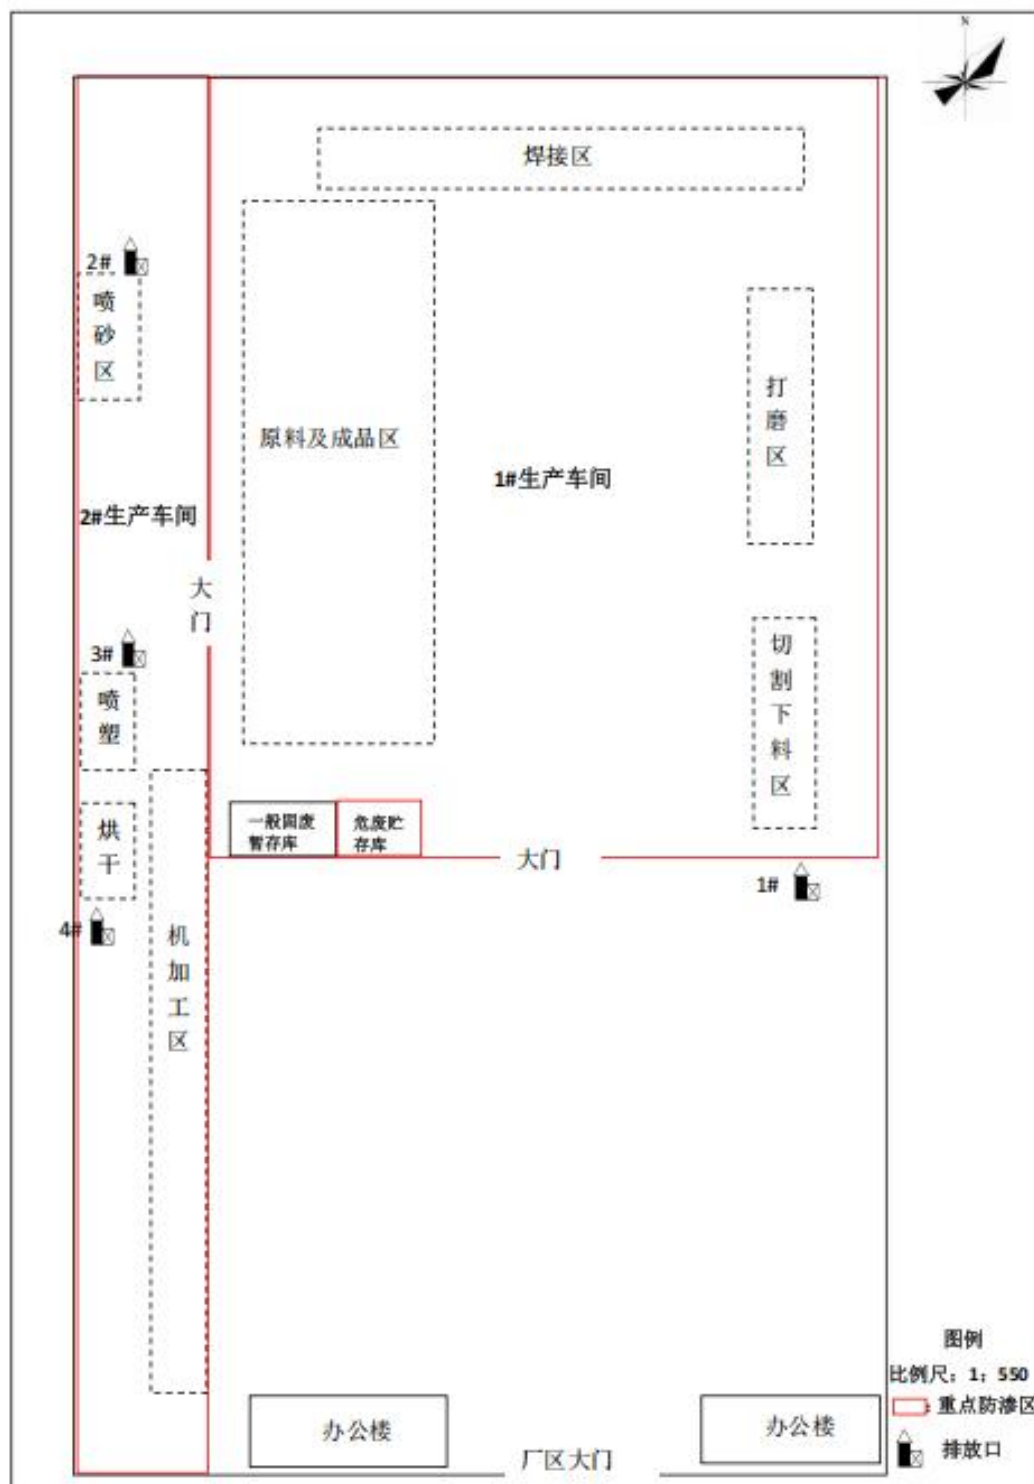 N
焊接区
2#
喷
砂
区
原料及成品区
打
磨
区
1#生产车间
2#生产车间
大
门
3#
喷
塑
切
割
下
料
区
烘
干
一般固废
暂存库
危废贮
存库
大门
1#
4#
机
加
工
区
图例
比例尺：1：550
：重点防渗区
排放口
办公楼
办公楼
厂区大门